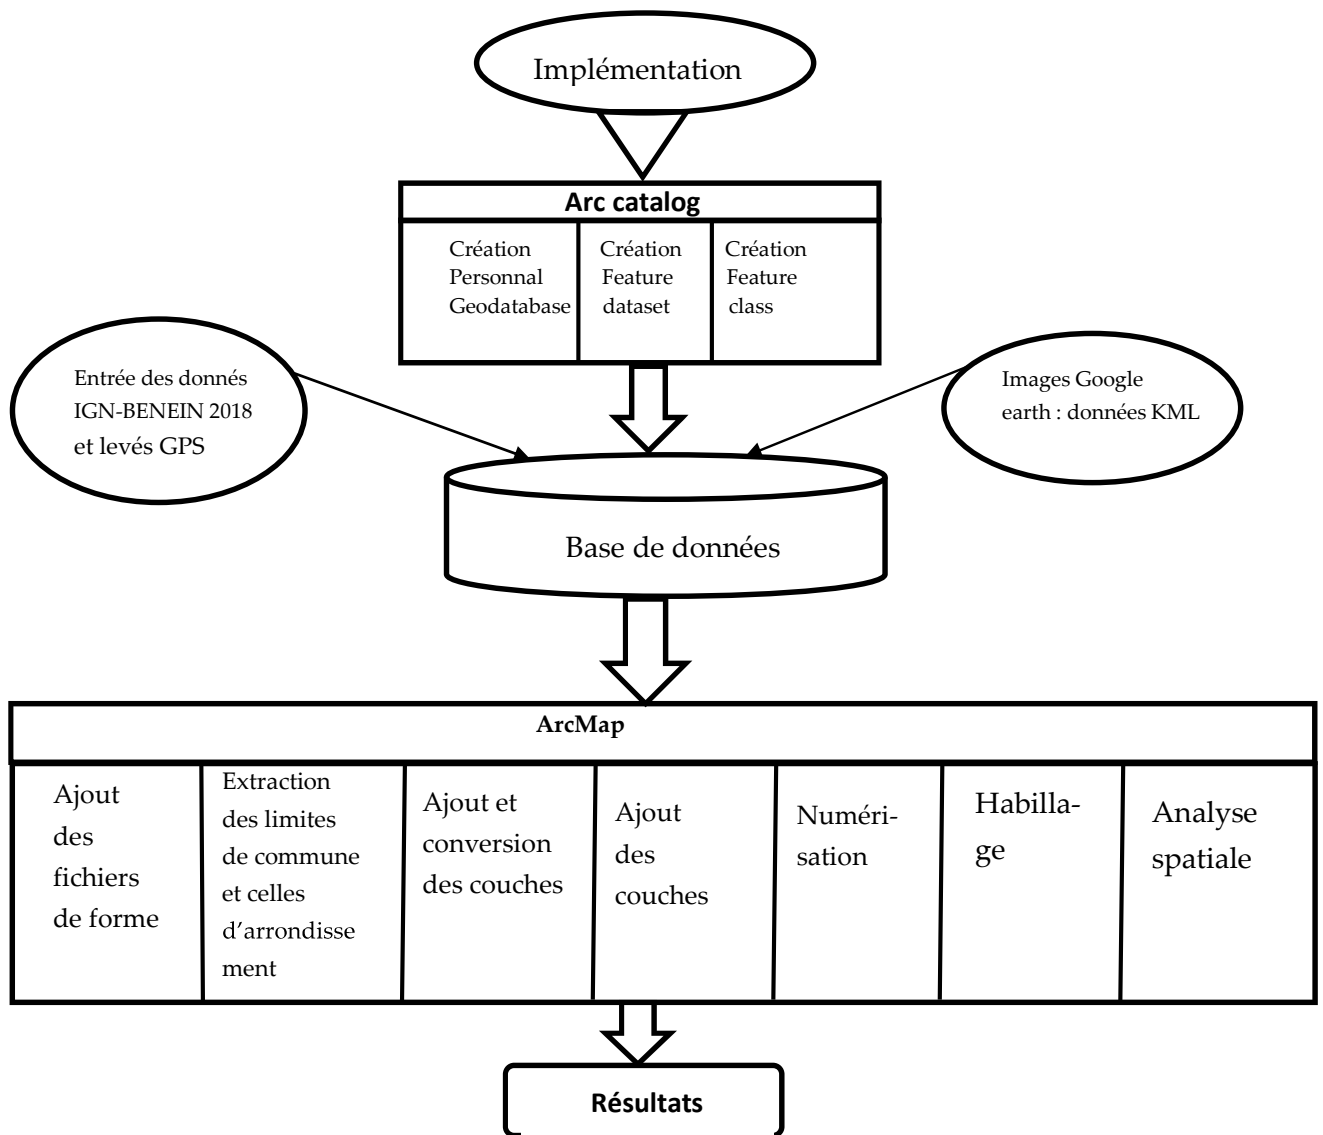 Implémentation
Arc catalog
Création
Personnal
Geodatabase
Création
Feature
dataset
Création
Feature
class
Entrée des donnés
IGN-BENEIN 2018
et levés GPS
Images Google
earth : données KML
Base de données
ArcMap
Ajout
des
fichiers
de forme
Extraction
des limites
de commune
et celles
d’arrondisse
ment
Ajout et
conversion
des couches
Ajout
des
couches
Numéri-
sation
Habilla-
ge
Analyse
spatiale
Résultats